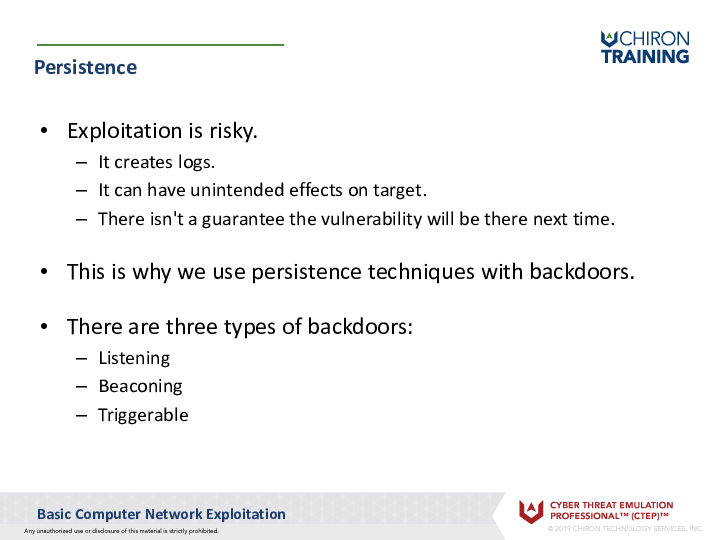 CHIRON
TRAINING
Persistence
• Exploitation is risky.
– It creates logs.
– It can have unintended effects on target.
– There isn't a guarantee the vulnerability will be there next time.
• This is why we use persistence techniques with backdoors.
• There are three types of backdoors:
– Listening
– Beaconing
– Triggerable
Basic Computer Network Exploitation
Any unauthorized use or disclosure of this material is strictly prohibited.
CYBER THREAT EMULATION
PROFESSIONAL™ (CTEP)™
© 2019 CHIRON TECHNOLOGY SERVICES, INC.